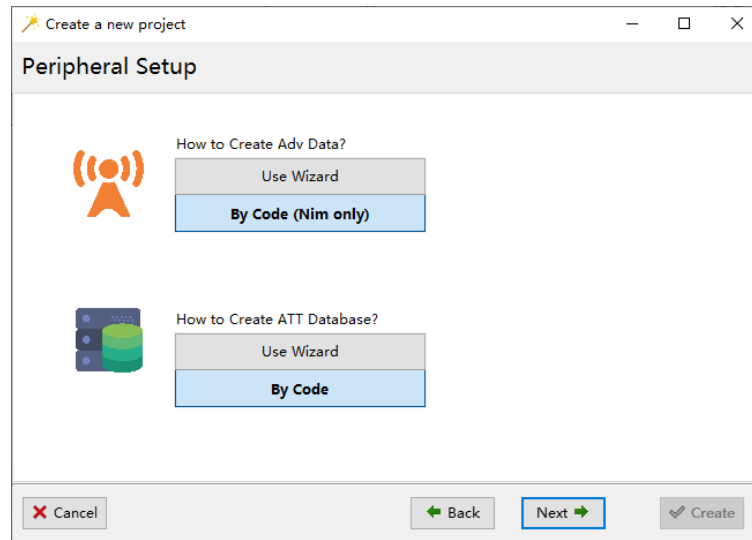 Create a new project
Peripheral Setup
How to Create Adv Data?
Use Wizard
By Code (Nim only)
How to Create ATT Database?
Use Wizard
By Code
Cancel
Back
Next
Create